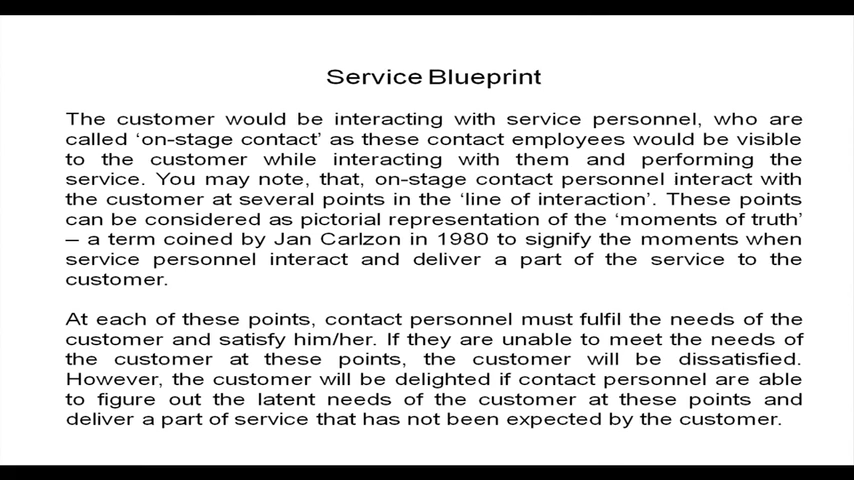 Service Blueprint
The customer would be interacting with service personnel, who are
called ‘on-stage contact’ as these contact employees would be visible
to the customer while interacting with them and performing the
service. You may note, that, on-stage contact personnel interact with
the customer at several points in the ‘line of interaction’. These points
can be considered as pictorial representation of the ‘moments of truth’
– a term coined by Jan Carlzon in 1980 to signify the moments when
service personnel interact and deliver a part of the service to the
customer.
At each of these points, contact personnel must fulfil the needs of the
customer and satisfy him/her. If they are unable to meet the needs of
the customer at these points, the customer will be dissatisfied.
However, the customer will be delighted if contact personnel are able
to figure out the latent needs of the customer at these points and
deliver a part of service that has not been expected by the customer.